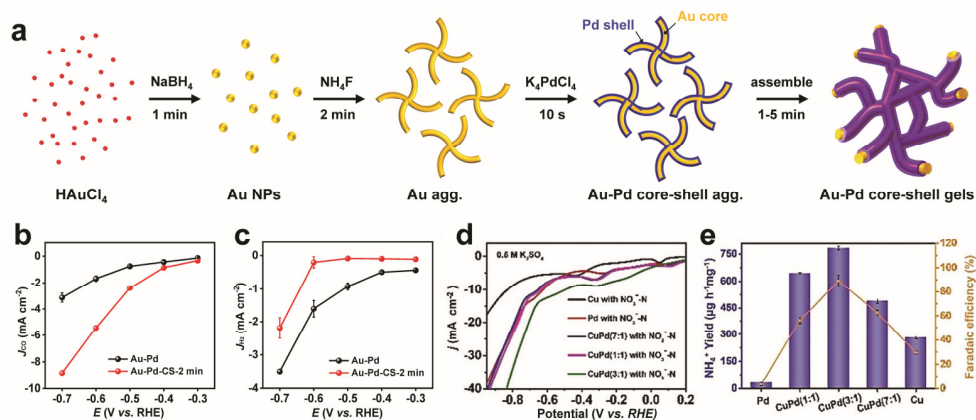 a
Pd shell
Au core
NaBH₄
1 min
NH₄F
2 min
K₄PdCl₄
10 s
assemble
1-5 min
HAuCl₄
Au NPs
Au agg.
Au-Pd core-shell agg.
Au-Pd core-shell gels
b
J_CO (mA cm⁻²)
0
-2
-4
-6
-8
-10
-0.7
-0.6
-0.5
-0.4
-0.3
Au-Pd
Au-Pd-CS-2 min
E (V vs. RHE)
c
(mA cm⁻²)
0
-1
-2
-3
-4
-0.7
-0.6
-0.5
-0.4
-0.3
Au-Pd
Au-Pd-CS-2 min
E (V vs. RHE)
d
0.5 M K₂SO₄
j(mA cm⁻²)
0
-10
-20
-30
-40
Cu with NO₃⁻-N
Pd with NO₃⁻-N
CuPd(7:1) with NO₃⁻-N
CuPd(1:1) with NO₃⁻-N
CuPd(3:1) with NO₃⁻-N
-0.8
-0.6
-0.4
-0.2
0.0
0.2
Potential (V vs. RHE)
e
NH₄⁺ Yield (μg h⁻¹mg⁻¹)
750
600
450
300
150
0
Pd
CuPd(1:1)
CuPd(3:1)
CuPd(7:1)
Cu
120
100
80
60
40
20
0
Faradaic efficiency (%)